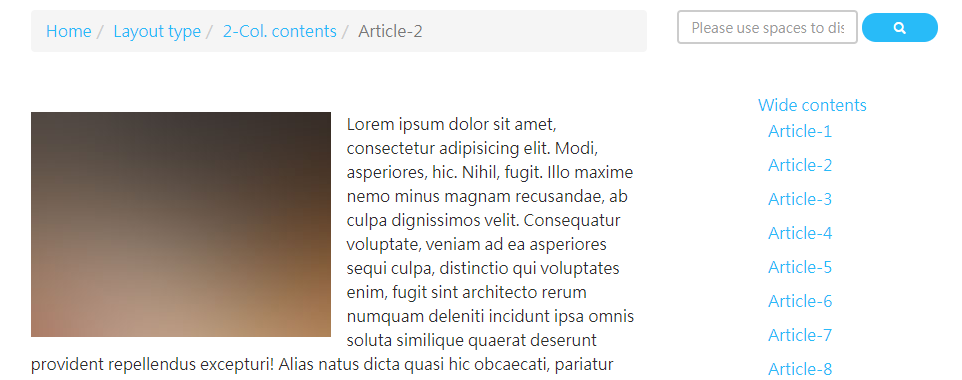 Home / Layout type / 2-Col. contents / Article-2
Please use spaces to dis
Lorem ipsum dolor sit amet,
consectetur adipisicing elit. Modi,
asperiores, hic. Nihil, fugit. Illo maxime
nemo minus magnam recusandae, ab
culpa dignissimos velit. Consequatur
voluptate, veniam ad ea asperiores
sequi culpa, distinctio qui voluptates
enim, fugit sint architecto rerum
numquam deleniti incidunt ipsa omnis
soluta similique quaerat deserunt
provident repellendus excepturi! Alias natus dicta quasi hic obcaecati, pariatur
Wide contents
Article-1
Article-2
Article-3
Article-4
Article-5
Article-6
Article-7
Article-8